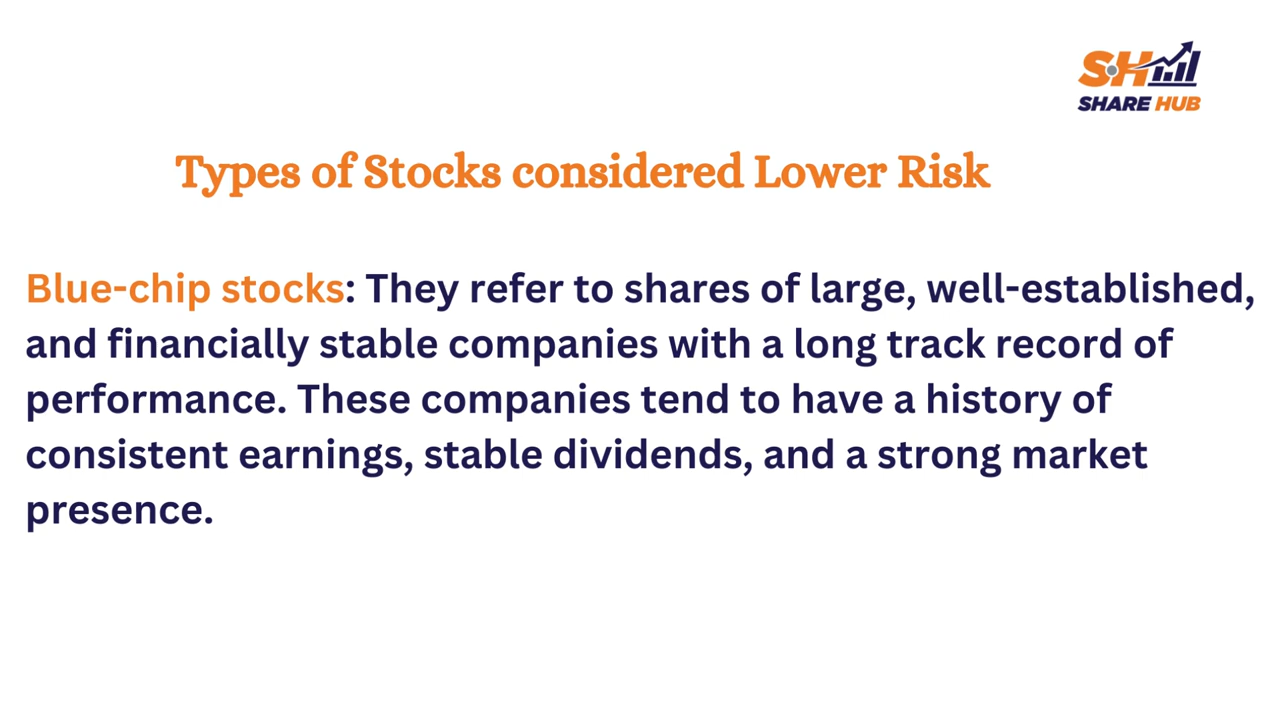 SH
SHARE HUB
Types of Stocks considered Lower Risk
Blue-chip stocks: They refer to shares of large, well-established,
and financially stable companies with a long track record of
performance. These companies tend to have a history of
consistent earnings, stable dividends, and a strong market
presence.